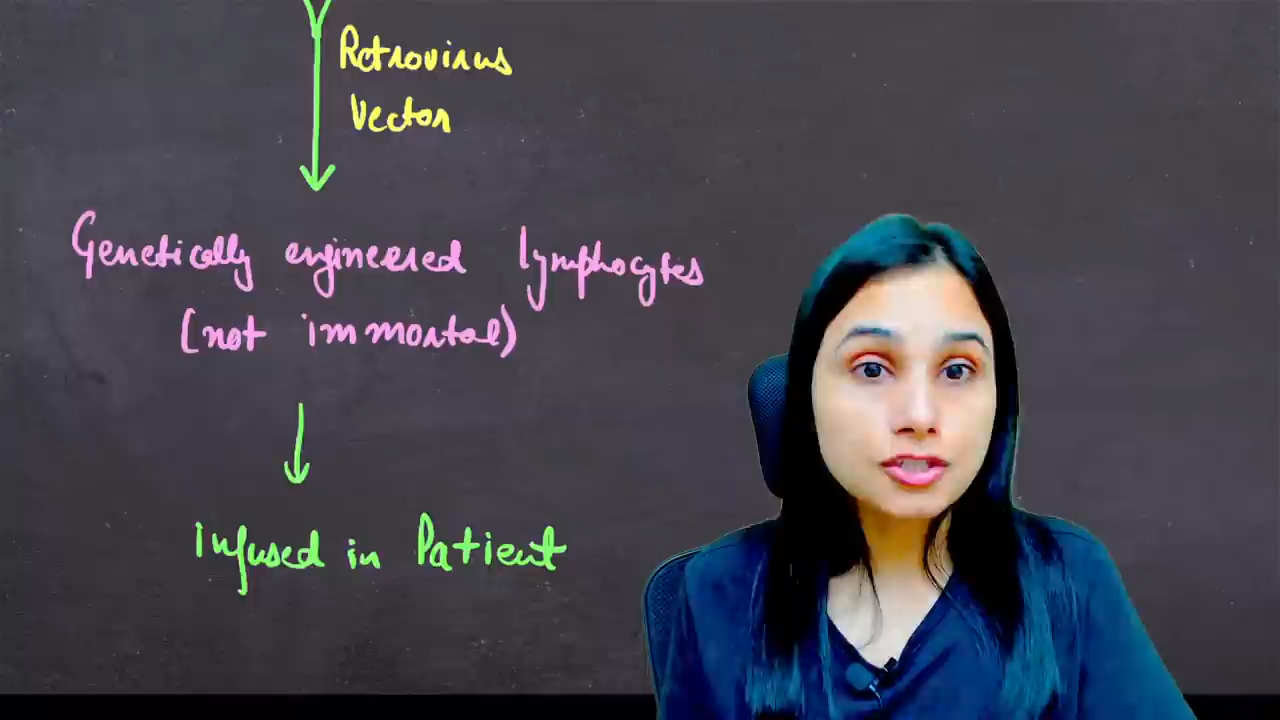 Retrovirus
Vector
Genetically engineered lymphocytes
(not immortal)
Infused in Patient